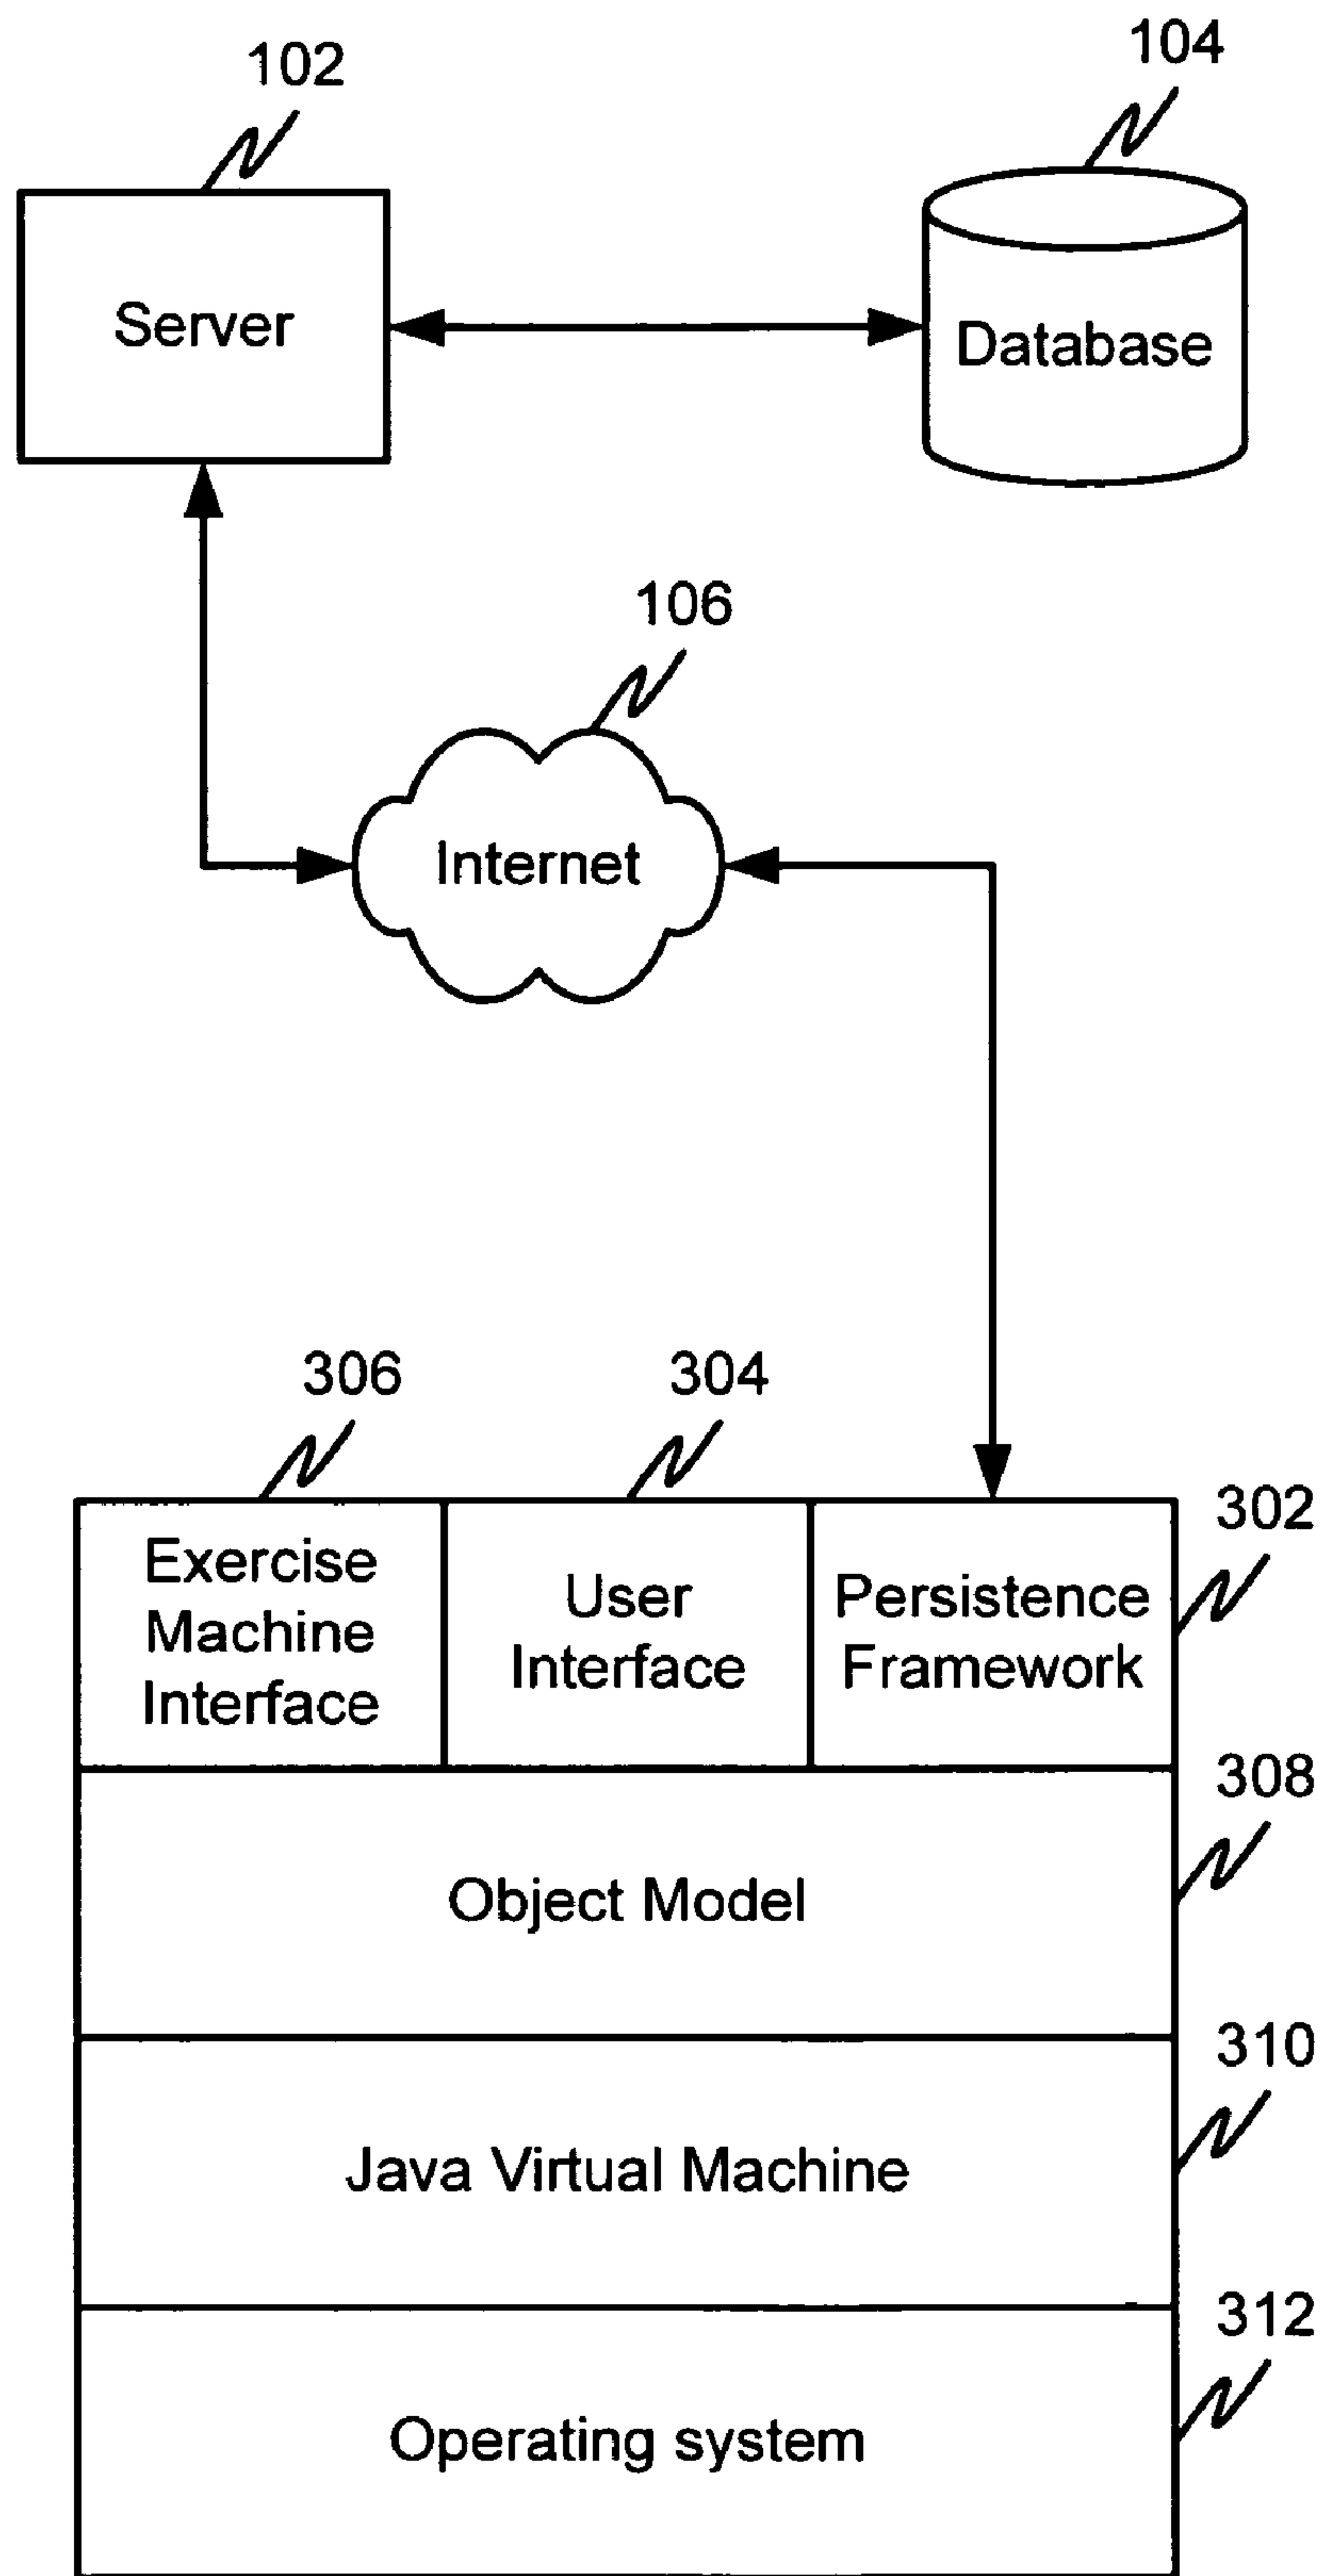 102
104
Server
Database
106
Internet
306
304
302
Exercise
Machine
Interface
User
Interface
Persistence
Framework
308
Object Model
310
Java Virtual Machine
312
Operating system